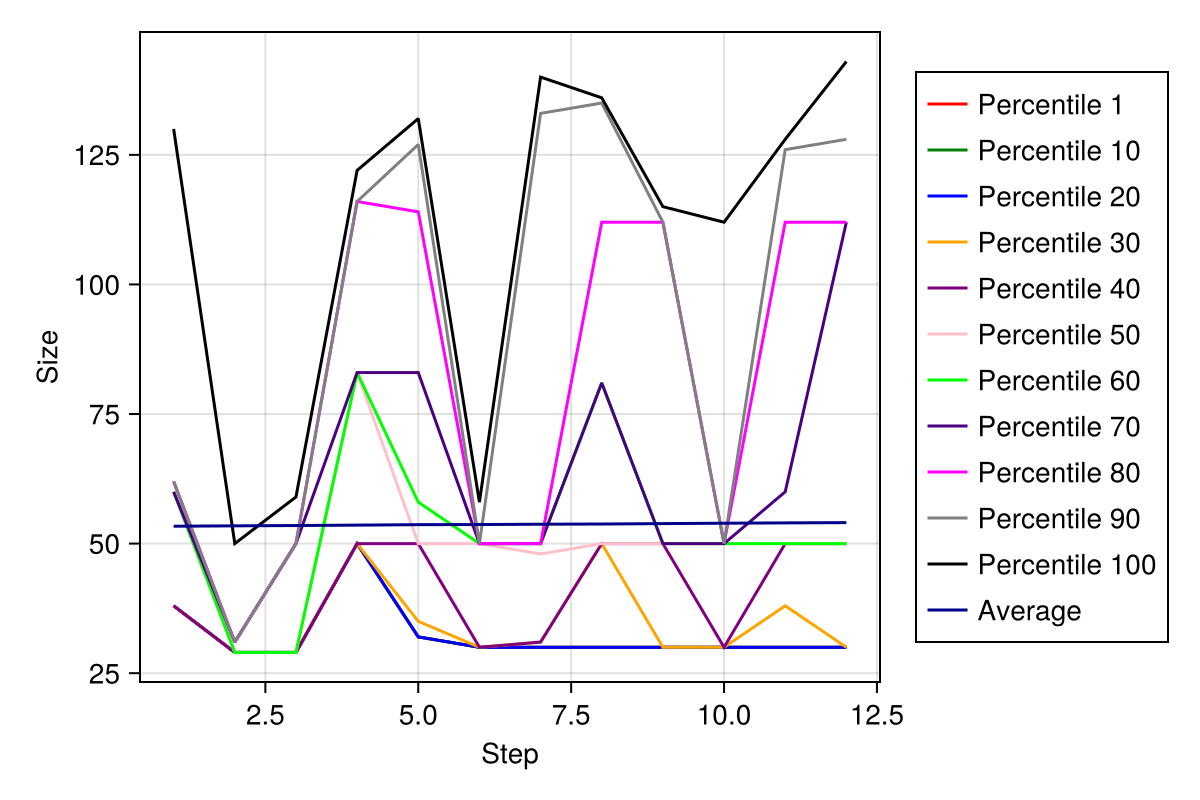 125
100
75
50
25
Size
2.5
5.0
7.5
10.0
12.5
Step
Percentile 1
Percentile 10
Percentile 20
Percentile 30
Percentile 40
Percentile 50
Percentile 60
Percentile 70
Percentile 80
Percentile 90
Percentile 100
Average